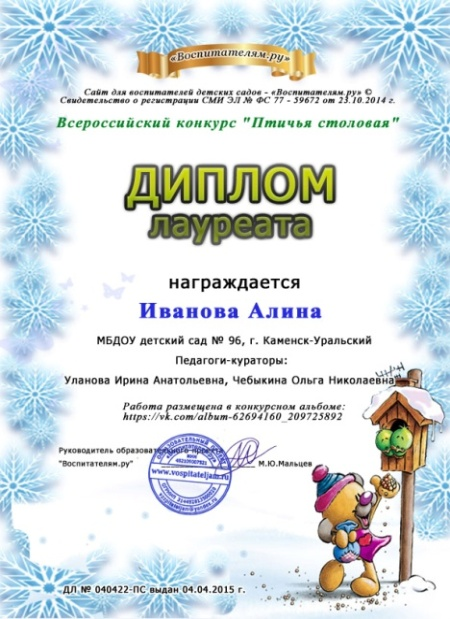 «Воспитателям.ру»
Сайт для воспитателей детских садов - «Воспитателям.ру» ©
Свидетельство о регистрации СМИ ЭЛ № ФС 77 - 59672 от 23.10.2014 г.
Всероссийский конкурс "Птичья столовая"
ДИПЛОМ
лауреата
награждается
Иванова Алина
МБДОУ детский сад № 96, г. Каменск-Уральский
Педагоги-кураторы:
Уланова Ирина Анатольевна, Чебыкина Ольга Николаевна
Работа размещена в конкурсном альбоме:
https://vk.com/album-62694160_209725892
Руководитель образовательного проекта
"Воспитателям.ру"
М.Ю.Мальцев
www.vospitateljam.ru
ДЛ № 040422-ПС выдан 04.04.2015 г.